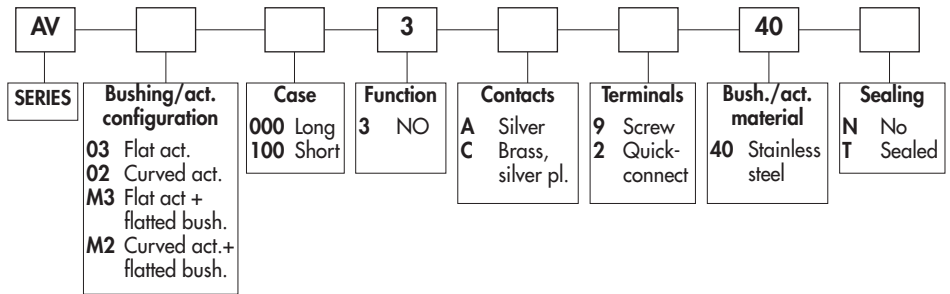 AV
3
40
SERIES
Bushing/act.
configuration
03 Flat act.
02 Curved act.
M3 Flat act +
flatted bush.
M2 Curved act.+
flatted bush.
Case
000 Long
100 Short
Function
3 NO
Contacts
A Silver
C Brass,
silver pl.
Terminals
9 Screw
2 Quick-
connect
Bush./act.
material
40 Stainless
steel
Sealing
N No
T Sealed